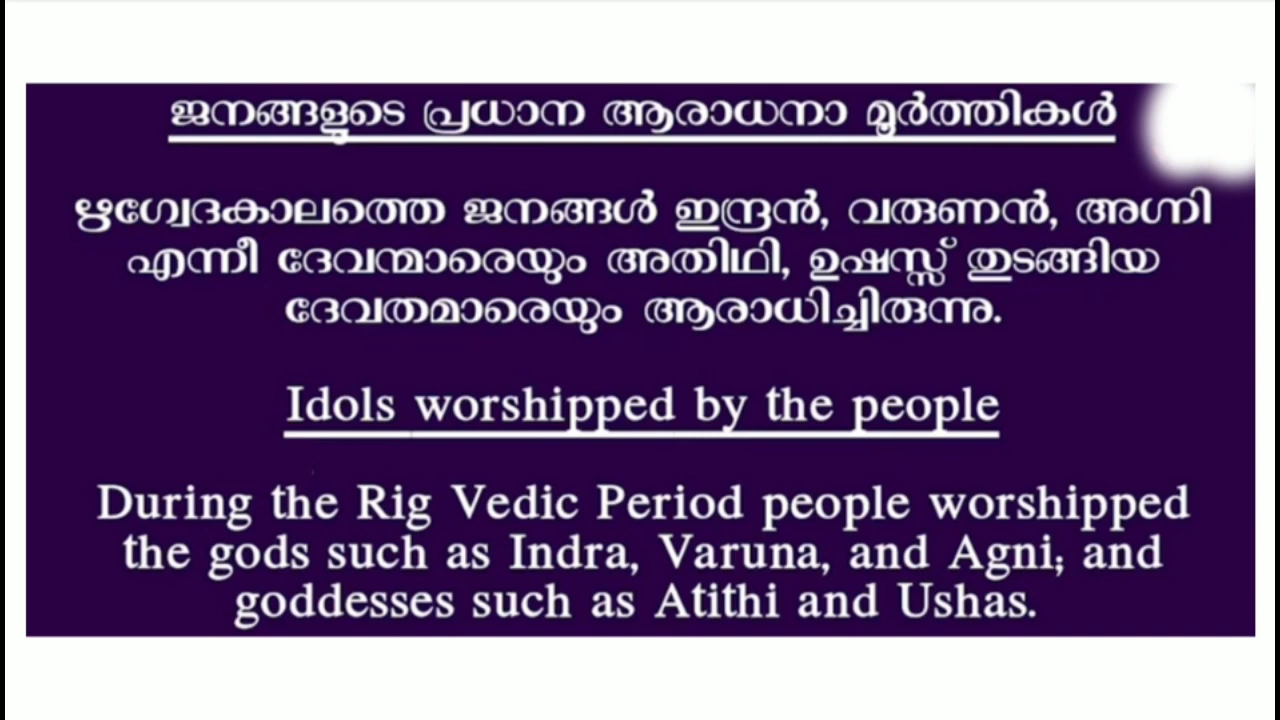 ജനങ്ങളുടെ പ്രധാന ആരാധനാ മൂർത്തികൾ
ഋഗ്വേദകാലത്തെ ജനങ്ങൾ ഇന്ദ്രൻ, വരുണൻ, അഗ്നി
എന്നീ ദേവന്മാരെയും അതിഥി, ഉഷസ്സ് തുടങ്ങിയ
ദേവതമാരെയും ആരാധിച്ചിരുന്നു.
Idols worshipped by the people
During the Rig Vedic Period people worshipped
the gods such as Indra, Varuna, and Agni; and
goddesses such as Atithi and Ushas.